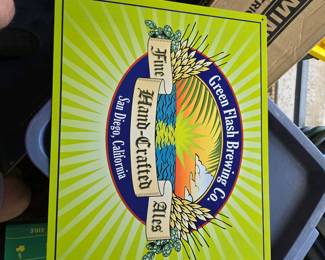 Green Flash Brewing Co.
Fine Hand-Crafted Ales
San Diego, California